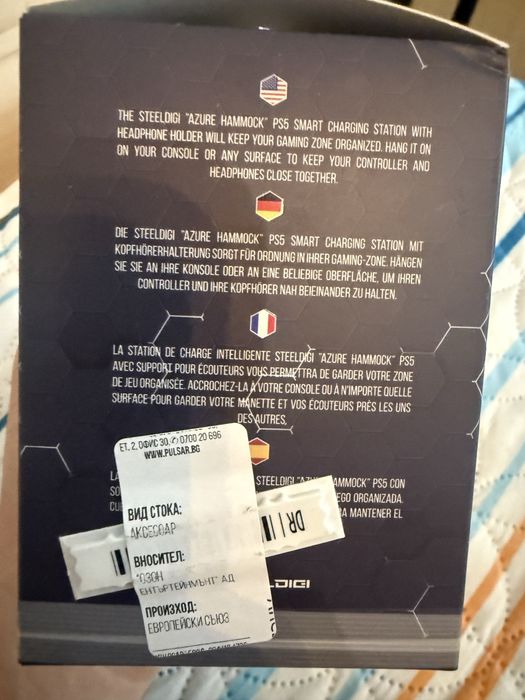 THE STEELDIGI "AZURE HAMMOCK" PS5 SMART CHARGING STATION WITH
HEADPHONE HOLDER WILL KEEP YOUR GAMING ZONE ORGANIZED. HANG IT ON
ON YOUR CONSOLE OR ANY SURFACE TO KEEP YOUR CONTROLLER AND
HEADPHONES CLOSE TOGETHER.
DIE STEELDIGI "AZURE HAMMOCK" PS5 SMART CHARGING STATION MIT
KOPFHÖRERHALTERUNG SORGT FÜR ORDNUNG IN IHRER GAMING-ZONE. HÄNGEN
SIE SIE AN IHRE KONSOLE ODER AN EINE BELIEBIGE OBERFLÄCHE, UM IHREN
CONTROLLER UND IHRE KOPFHÖRER NAH BEIEINANDER ZU HALTEN.
LA STATION DE CHARGE INTELLIGENTE STEELDIGI "AZURE HAMMOCK" PS5
AVEC SUPPORT POUR ÉCOUTEURS VOUS PERMETTRA DE GARDER VOTRE ZONE
DE JEU ORGANISÉE. ACCROCHEZ-LA À VOTRE CONSOLE OU À N'IMPORTE QUELLE
SURFACE POUR GARDER VOTRE MANETTE ET VOS ÉCOUTEURS PRÈS LES UNS
DES AUTRES.
STEELDIGI "AZURE HAMMOCK" PS5 CON
JUEGO ORGANIZADA.
MANTENER EL
ЕТ. 2, ОФИС 30, 0700 20 696
WWW.PULSAR.BG
ВИД СТОКА:
АКСЕСОАР
ВНОСИТЕЛ:
"ОЗОН
ЕНТЪРТЕЙМЪНТ" АД
ПРОИЗХОД:
ЕВРОПЕЙСКИ СЪЮЗ
DR
LDIGI